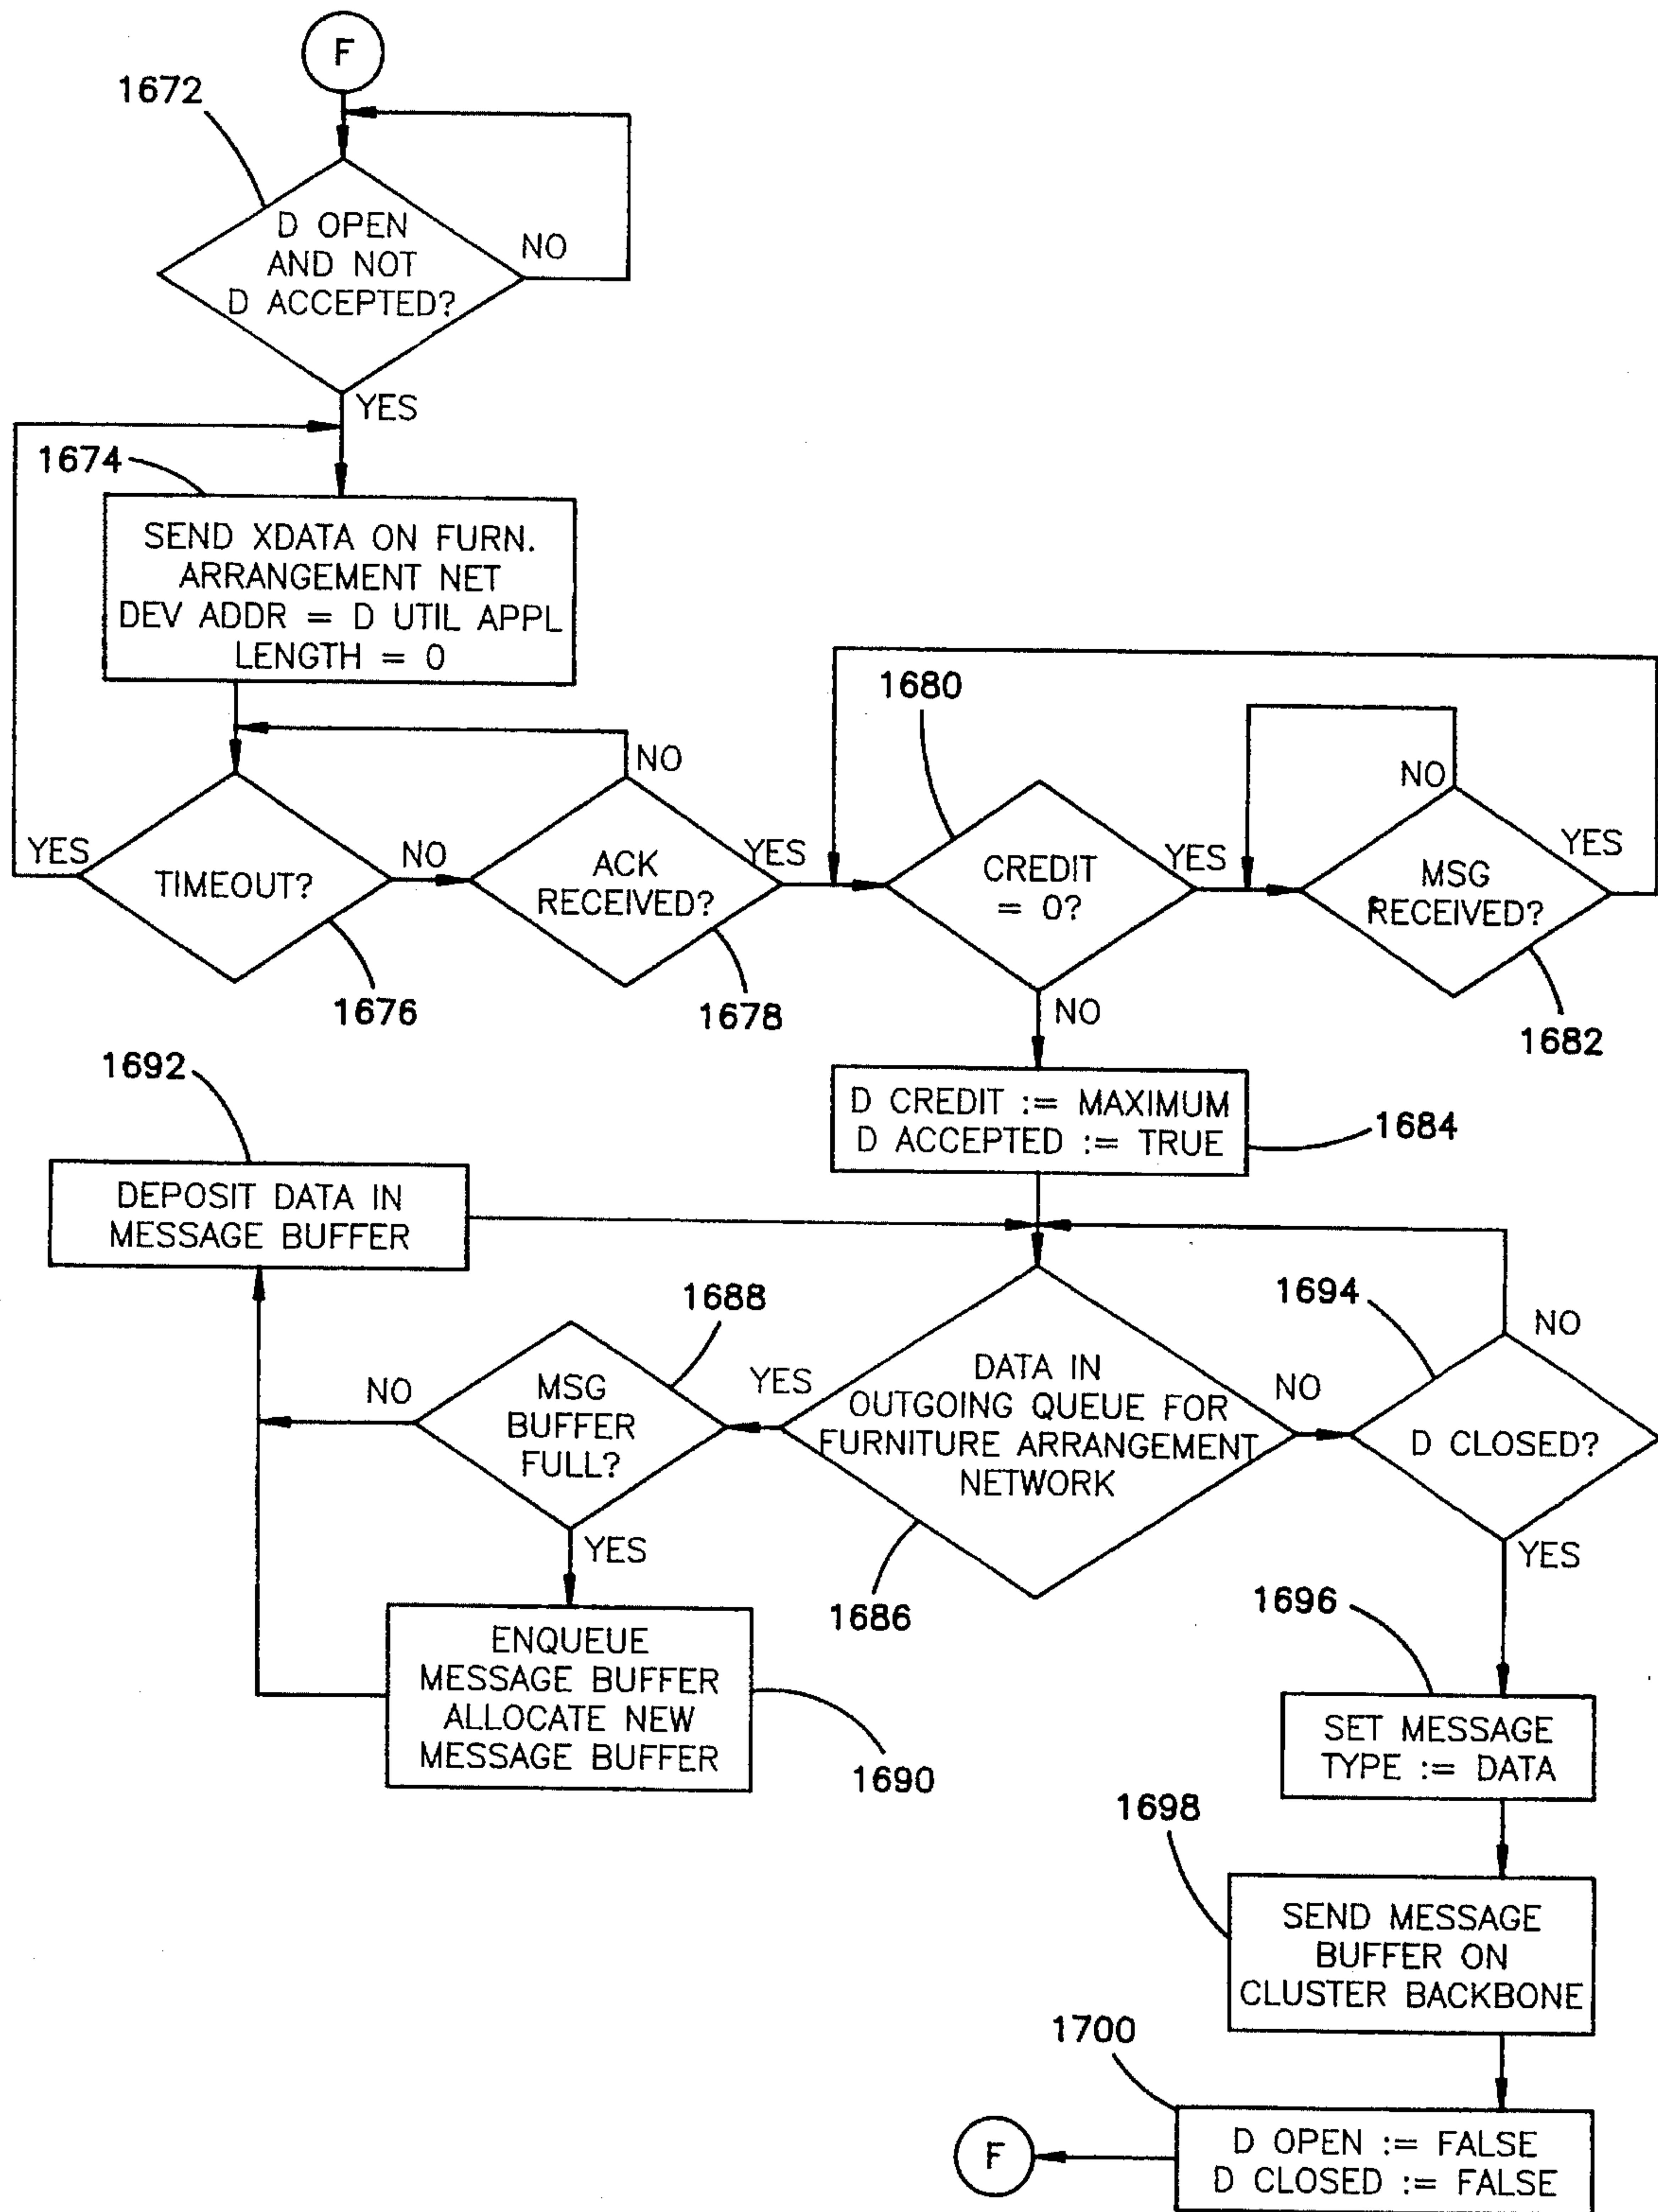 F
1672
D OPEN
AND NOT
D ACCEPTED?
NO
YES
1674
SEND XDATA ON FURN.
ARRANGEMENT NET
DEV ADDR = D UTIL APPL
LENGTH = 0
TIMEOUT?
YES
NO
1676
ACK
RECEIVED?
NO
YES
1678
1680
CREDIT
= 0?
YES
NO
MSG
RECEIVED?
NO
YES
1682
D CREDIT := MAXIMUM
D ACCEPTED := TRUE
1684
1692
DEPOSIT DATA IN
MESSAGE BUFFER
1688
MSG
BUFFER
FULL?
NO
YES
YES
DATA IN
OUTGOING QUEUE FOR
FURNITURE ARRANGEMENT
NETWORK
NO
1686
1694
D CLOSED?
NO
YES
ENQUEUE
MESSAGE BUFFER
ALLOCATE NEW
MESSAGE BUFFER
1690
1696
SET MESSAGE
TYPE := DATA
1698
SEND MESSAGE
BUFFER ON
CLUSTER BACKBONE
1700
D OPEN := FALSE
D CLOSED := FALSE
F